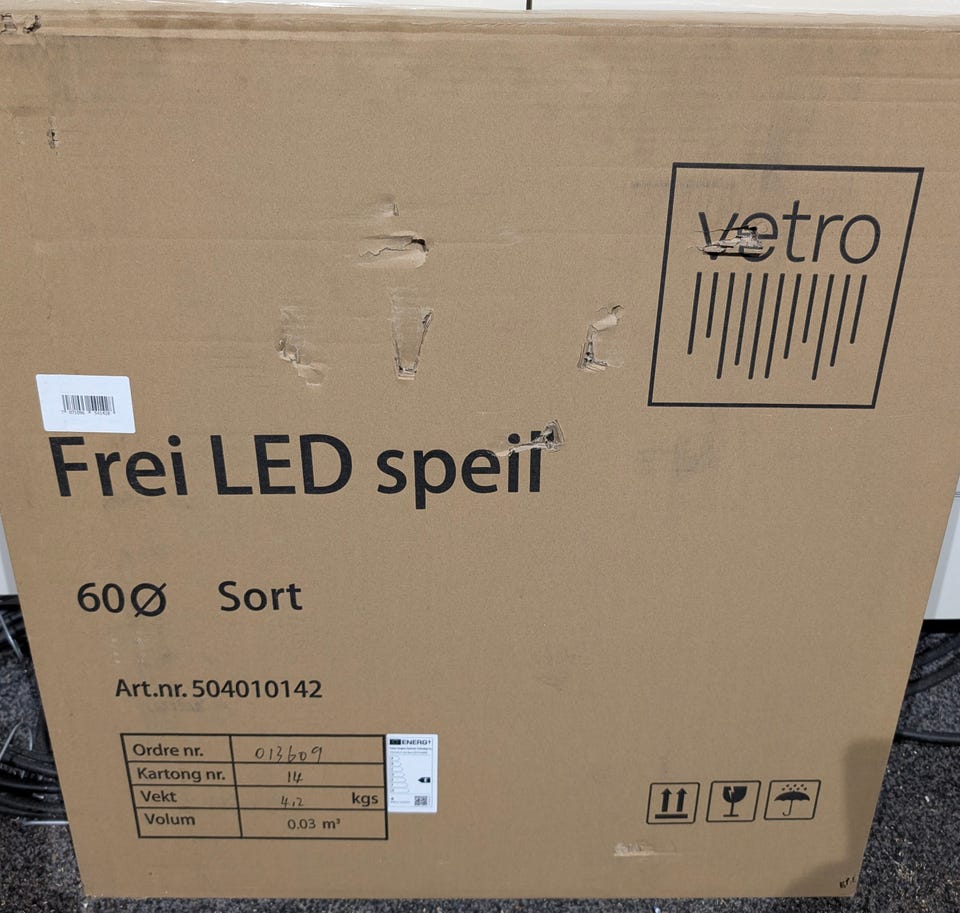 vetro
Frei LED speil
60Ø Sort
Art.nr. 504010142
Ordre nr. 013609
Kartong nr. 14
Vekt 4,2 kgs
Volum 0.03 m³
ENERG